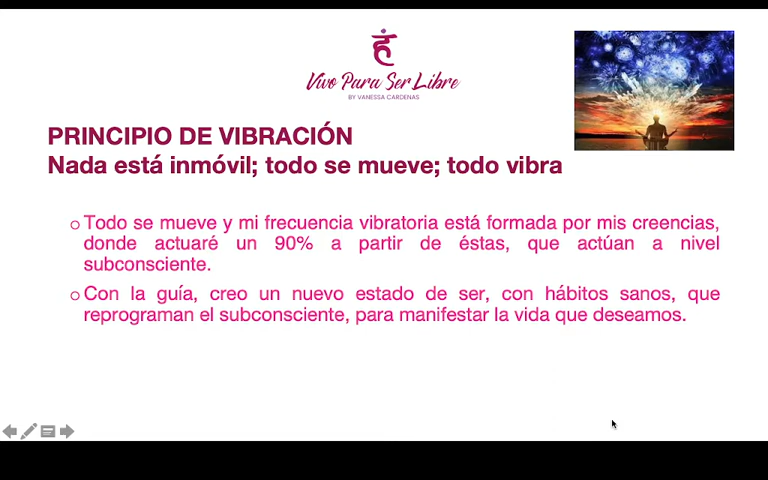 हं
Vivo Para Ser Libre
BY VANESSA CARDENAS
PRINCIPIO DE VIBRACIÓN
Nada está inmóvil; todo se mueve; todo vibra
Todo se mueve y mi frecuencia vibratoria está formada por mis creencias,
donde actuaré un 90% a partir de éstas, que actúan a nivel
subconsciente.
Con la guía, creo un nuevo estado de ser, con hábitos sanos, que
reprograman el subconsciente, para manifestar la vida que deseamos.